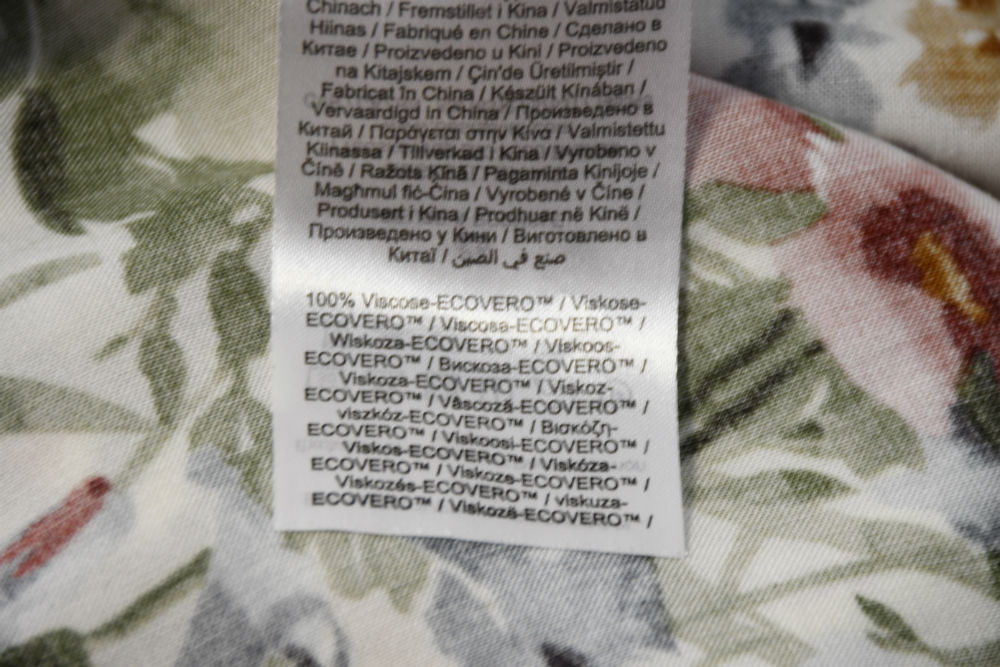 Chinach / Fremstillet i Kina / Valmistatud
Hiinas / Fabriqué en Chine / Сделано в
Китае / Proizvedeno u Kini / Proizvedeno
na Kitajskem / Çin'de Üretilmiştir /
Fabricat în China / Készült Kínában /
Vervaardigd in China / Произведено в
Китай / Παράγεται στην Κίνα / Valmistettu
Kiinassa / Tillverkad i Kina / Vyrobeno v
Číně / Ražots Ķīnā / Pagaminta Kinijoje /
Magħmul fiċ-Ċina / Vyrobené v Číne /
Produsert i Kina / Prodhuar në Kinë /
Произведено у Кини / Виготовлено в
Китаї / صنع في الصين
100% Viscose-ECOVERO™ / Viskose-
ECOVERO™ / Viscosa-ECOVERO™ /
Wiskoza-ECOVERO™ / Viskoos-
ECOVERO™ / Вискоза-ECOVERO™ /
Viskoza-ECOVERO™ / Viskoz-
ECOVERO™ / Vâscoză-ECOVERO™ /
viszkóz-ECOVERO™ / Βισκόζη-
ECOVERO™ / Viskoosi-ECOVERO™ /
Viskos-ECOVERO™ / Viskóza-
ECOVERO™ / Viskoze-ECOVERO™ /
Viskozės-ECOVERO™ / viskuza-
ECOVERO™ / Viskozë-ECOVERO™ /